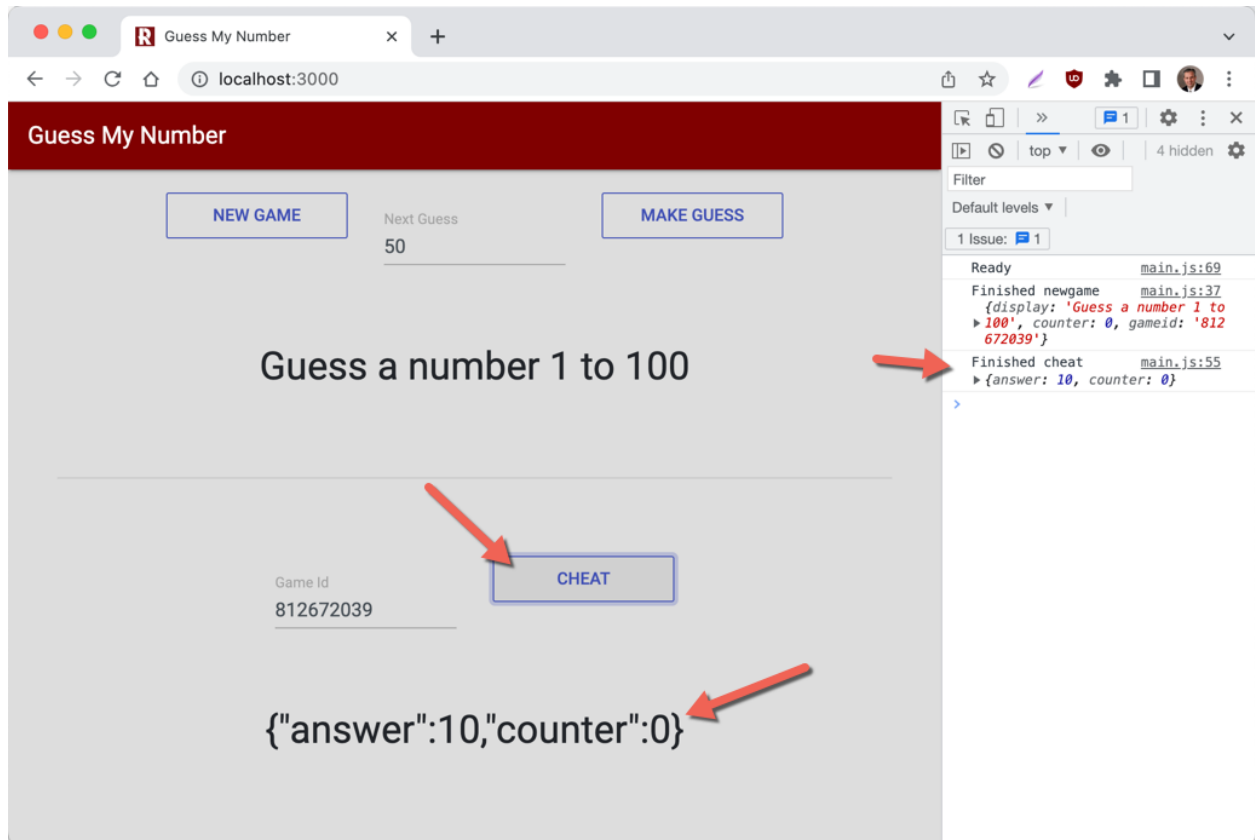 Guess My Number
localhost:3000
Guess My Number
NEW GAME
Next Guess
50
MAKE GUESS
Guess a number 1 to 100
Game Id
812672039
CHEAT
{"answer":10,"counter":0}
1
top
4 hidden
Filter
Default levels
1 Issue: 1
Ready main.js:69
Finished newgame main.js:37
{display: 'Guess a number 1 to
100', counter: 0, gameid: '812
672039'}
Finished cheat main.js:55
{answer: 10, counter: 0}